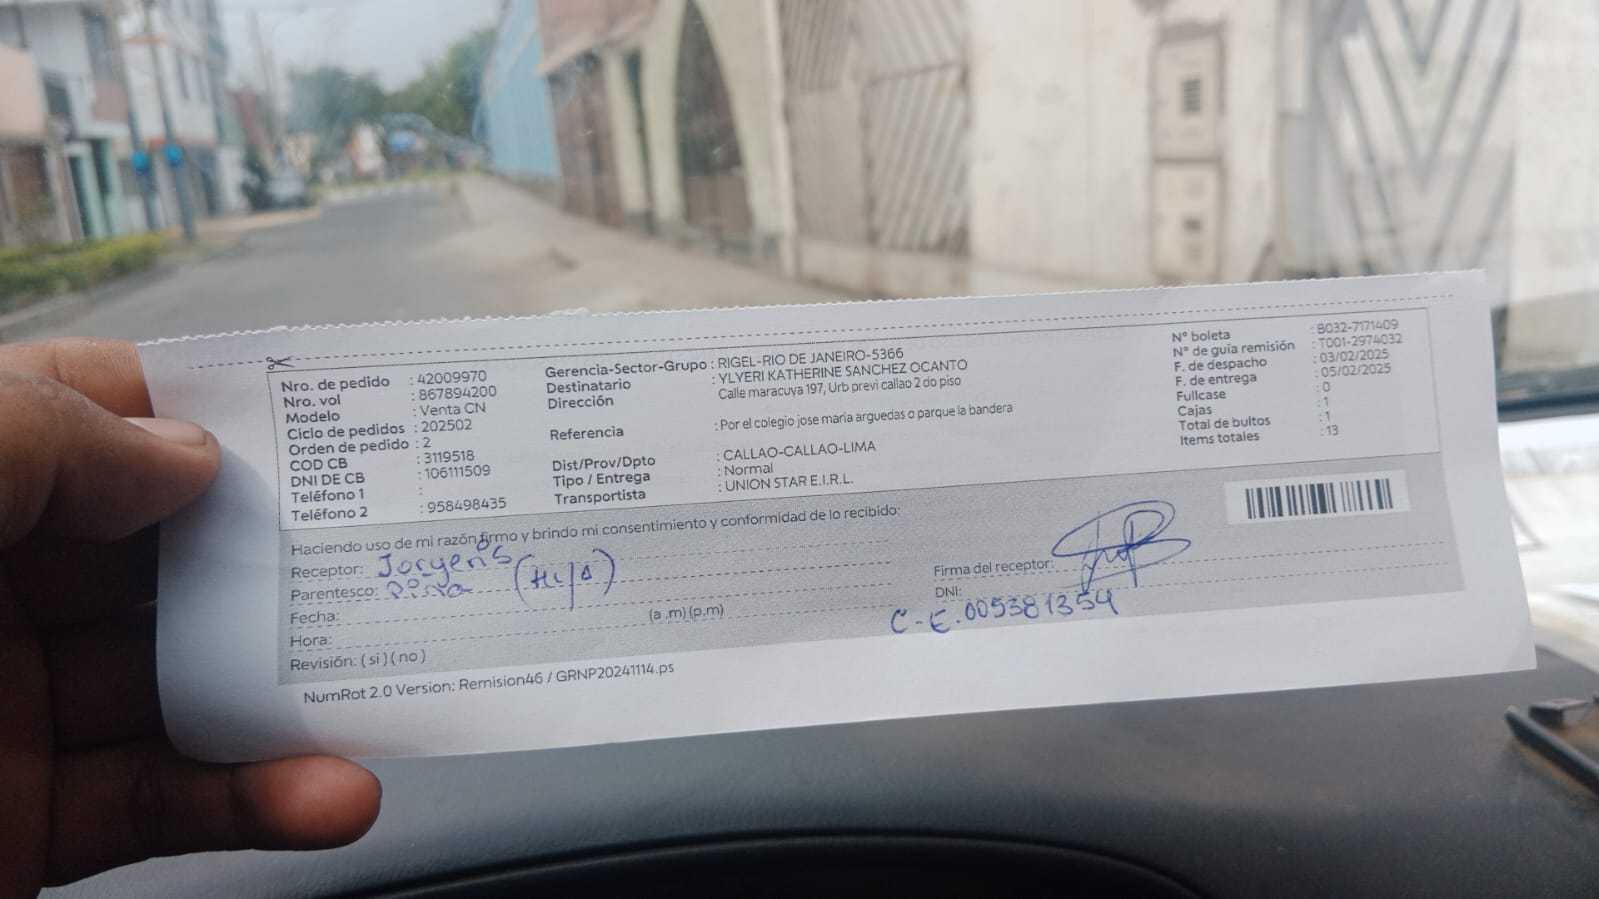 Nro. de pedido : 42009970
Nro. vol : 867894200
Modelo : Venta CN
Ciclo de pedidos : 202502
Orden de pedido : 2
COD CB : 3119518
DNI DE CB : 106111509
Teléfono 1 :
Teléfono 2 : 958498435
Gerencia-Sector-Grupo : RIGEL-RIO DE JANEIRO-5366
Destinatario : YLYERI KATHERINE SANCHEZ OCANTO
Dirección Calle maracuya 197, Urb previ callao 2 do piso
Referencia : Por el colegio jose maria arguedas o parque la bandera
Dist/Prov/Dpto : CALLAO-CALLAO-LIMA
Tipo / Entrega : Normal
Transportista : UNION STAR E.I.R.L.
N° boleta : B032-7171409
N° de guía remisión : T001-2974032
F. de despacho : 03/02/2025
F. de entrega : 05/02/2025
Fullcase : 0
Cajas : 1
Total de bultos : 1
Items totales : 13
Haciendo uso de mi razón firmo y brindo mi consentimiento y conformidad de lo recibido:
Receptor: Jorgenis
Parentesco: (Hijo)
Fecha:
Hora: (a .m) (p,m)
Revisión: ( si ) ( no )
Firma del receptor:
DNI:
C-E.005381354
NumRot 2.0 Version: Remision46 / GRNP20241114.ps